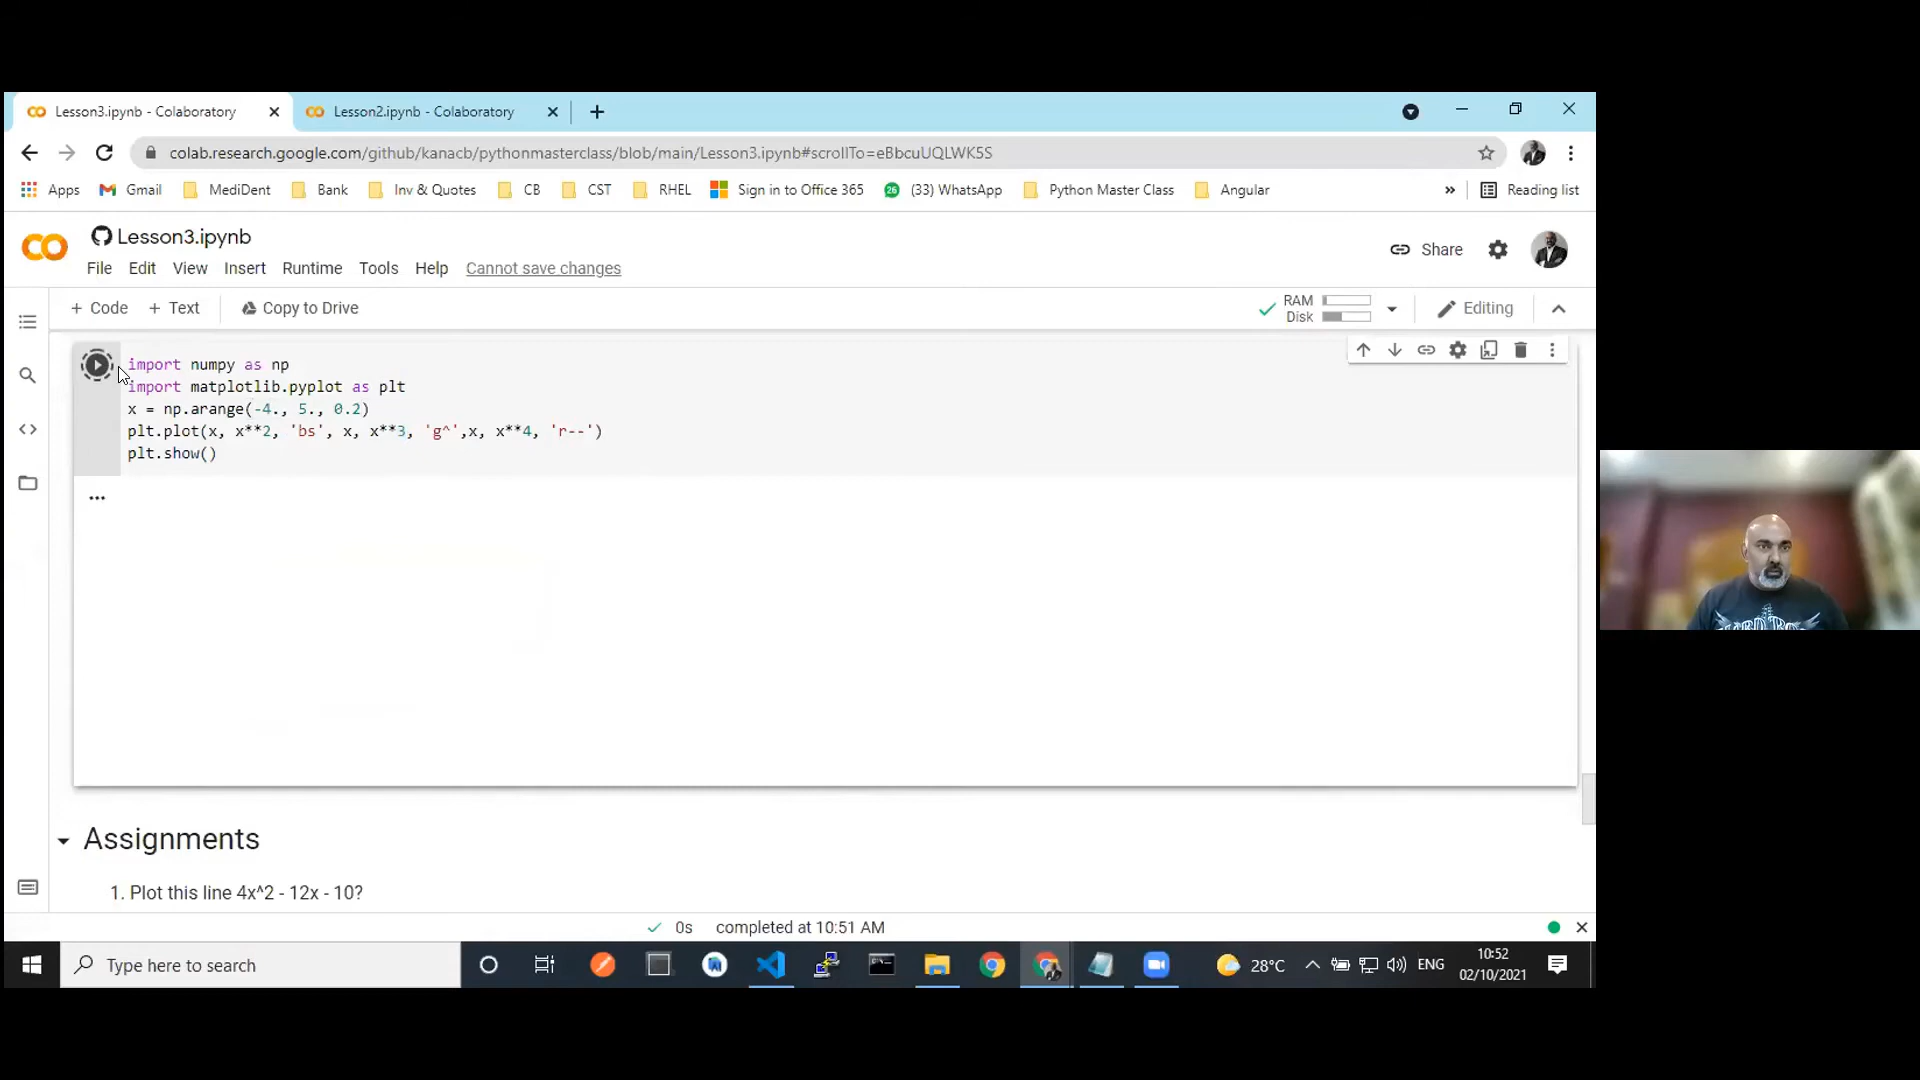 Lesson3.ipynb - Colaboratory
Lesson2.ipynb - Colaboratory
colab.research.google.com/github/kanacb/pythonmasterclass/blob/main/Lesson3.ipynb#scrollTo=eBbcuUQLWK5S
Apps Gmail MediDent Bank Inv & Quotes CB CST RHEL Sign in to Office 365 26 (33) WhatsApp Python Master Class Angular » Reading list
Lesson3.ipynb
Share
File Edit View Insert Runtime Tools Help Cannot save changes
+ Code + Text Copy to Drive
RAM
Disk
Editing
import numpy as np
import matplotlib.pyplot as plt
x = np.arange(-4., 5., 0.2)
plt.plot(x, x**2, 'bs', x, x**3, 'g^',x, x**4, 'r--')
plt.show()
...
Assignments
1. Plot this line 4x^2 - 12x - 10?
0s completed at 10:51 AM
Type here to search
28°C
ENG
10:52
02/10/2021